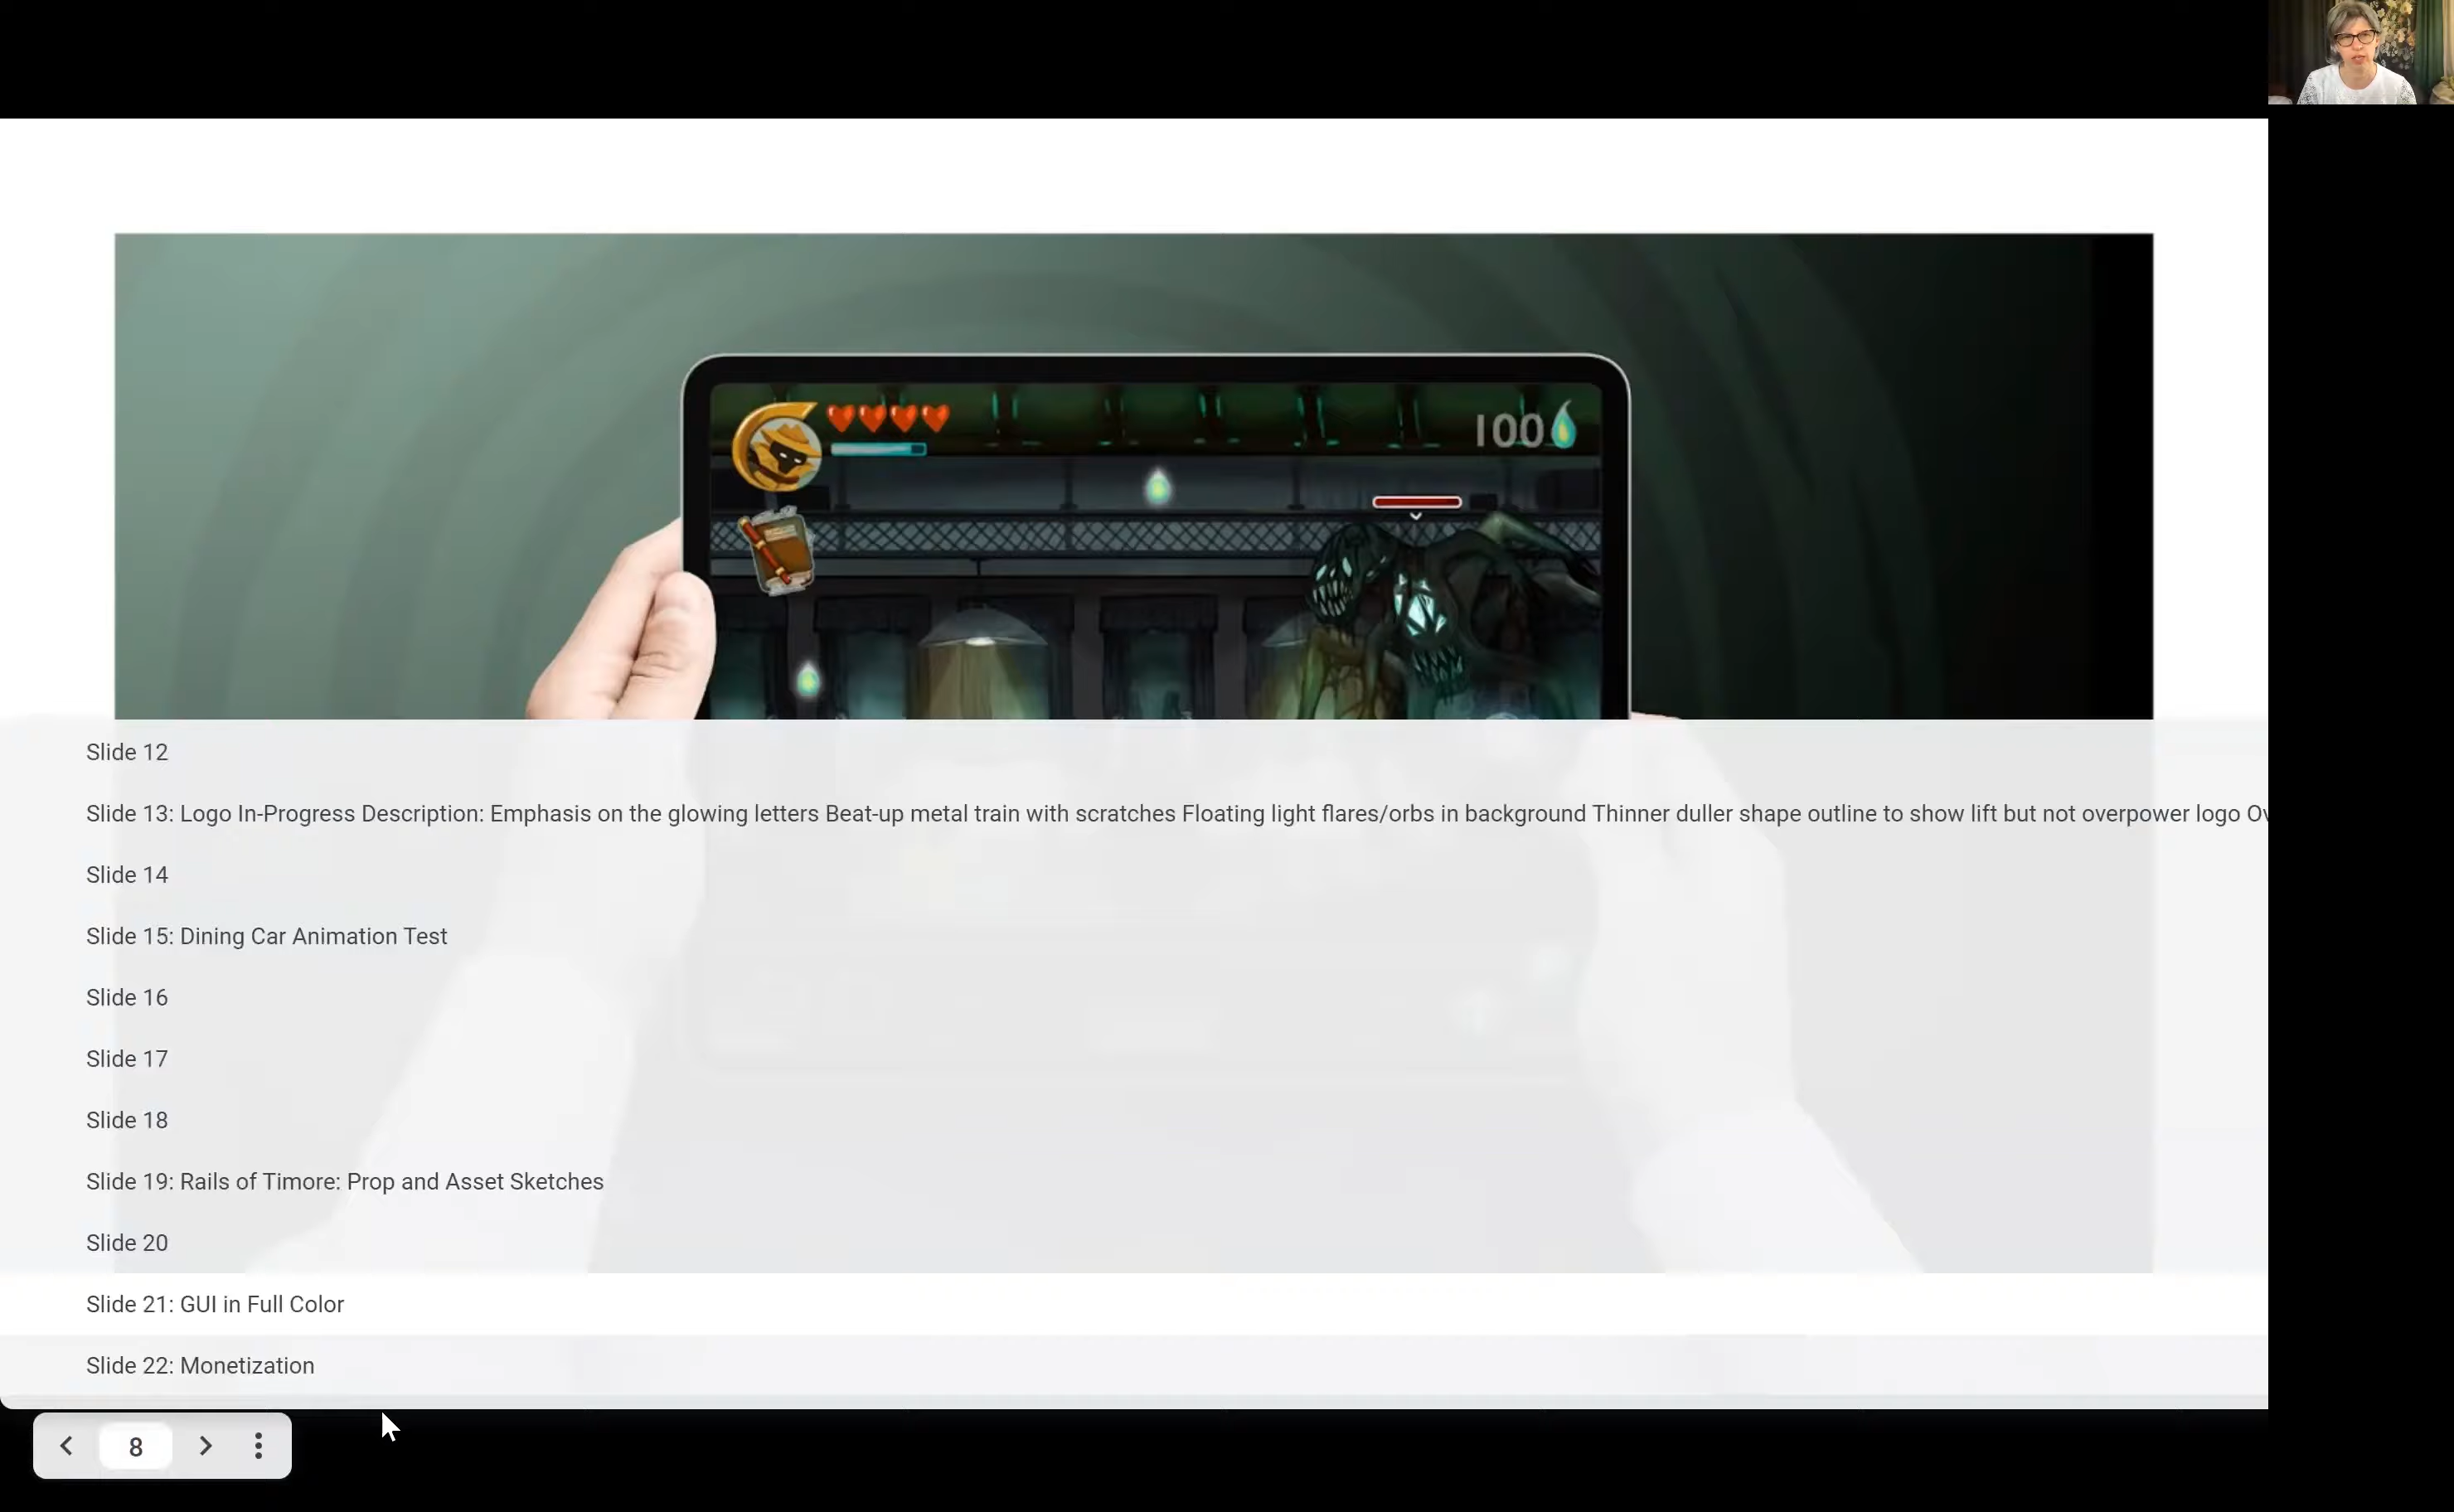 100
Slide 12
Slide 13: Logo In-Progress Description: Emphasis on the glowing letters Beat-up metal train with scratches Floating light flares/orbs in background Thinner duller shape outline to show lift but not overpower logo Ov
Slide 14
Slide 15: Dining Car Animation Test
Slide 16
Slide 17
Slide 18
Slide 19: Rails of Timore: Prop and Asset Sketches
Slide 20
Slide 21: GUI in Full Color
Slide 22: Monetization
8